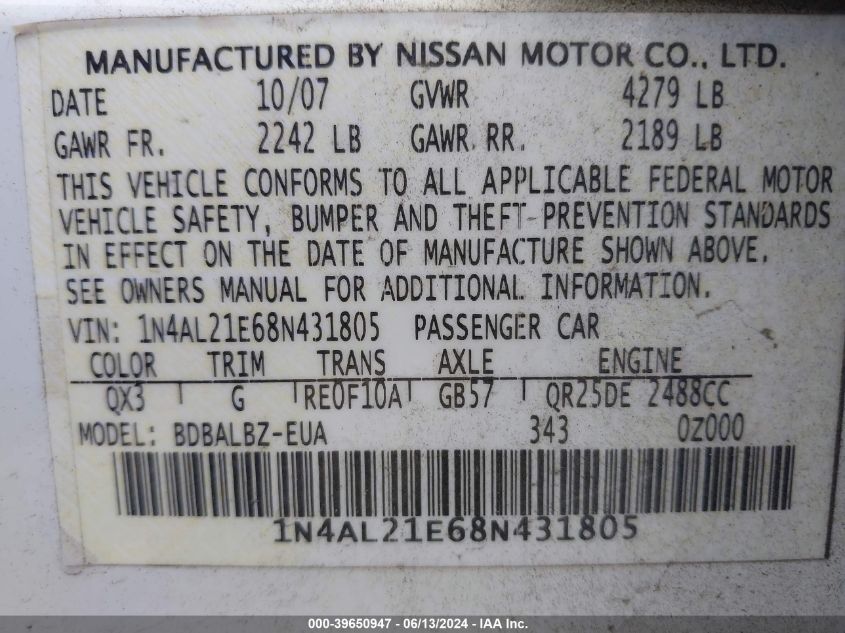 MANUFACTURED BY NISSAN MOTOR CO., LTD.
DATE 10/07 GVWR 4279 LB
GAWR FR. 2242 LB GAWR RR. 2189 LB
THIS VEHICLE CONFORMS TO ALL APPLICABLE FEDERAL MOTOR
VEHICLE SAFETY, BUMPER AND THEFT PREVENTION STANDARDS
IN EFFECT ON THE DATE OF MANUFACTURE SHOWN ABOVE.
SEE OWNERS MANUAL FOR ADDITIONAL INFORMATION.
VIN: 1N4AL21E68N431805 PASSENGER CAR
COLOR TRIM TRANS AXLE ENGINE
QX3 G RE0F10A GB57 QR25DE 2488CC
MODEL: BDBALBZ-EUA 343 0Z000
1N4AL21E68N431805
000-39650947 - 06/13/2024 - IAA Inc.